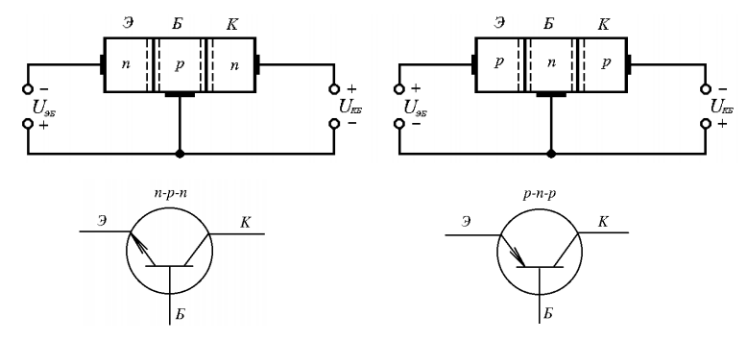 Э Б К
n p n
− +
U_ЭБ U_КБ
+ −
Э Б К
p n p
+ −
U_ЭБ U_КБ
− +
n-p-n
Э К
Б
p-n-p
Э К
Б